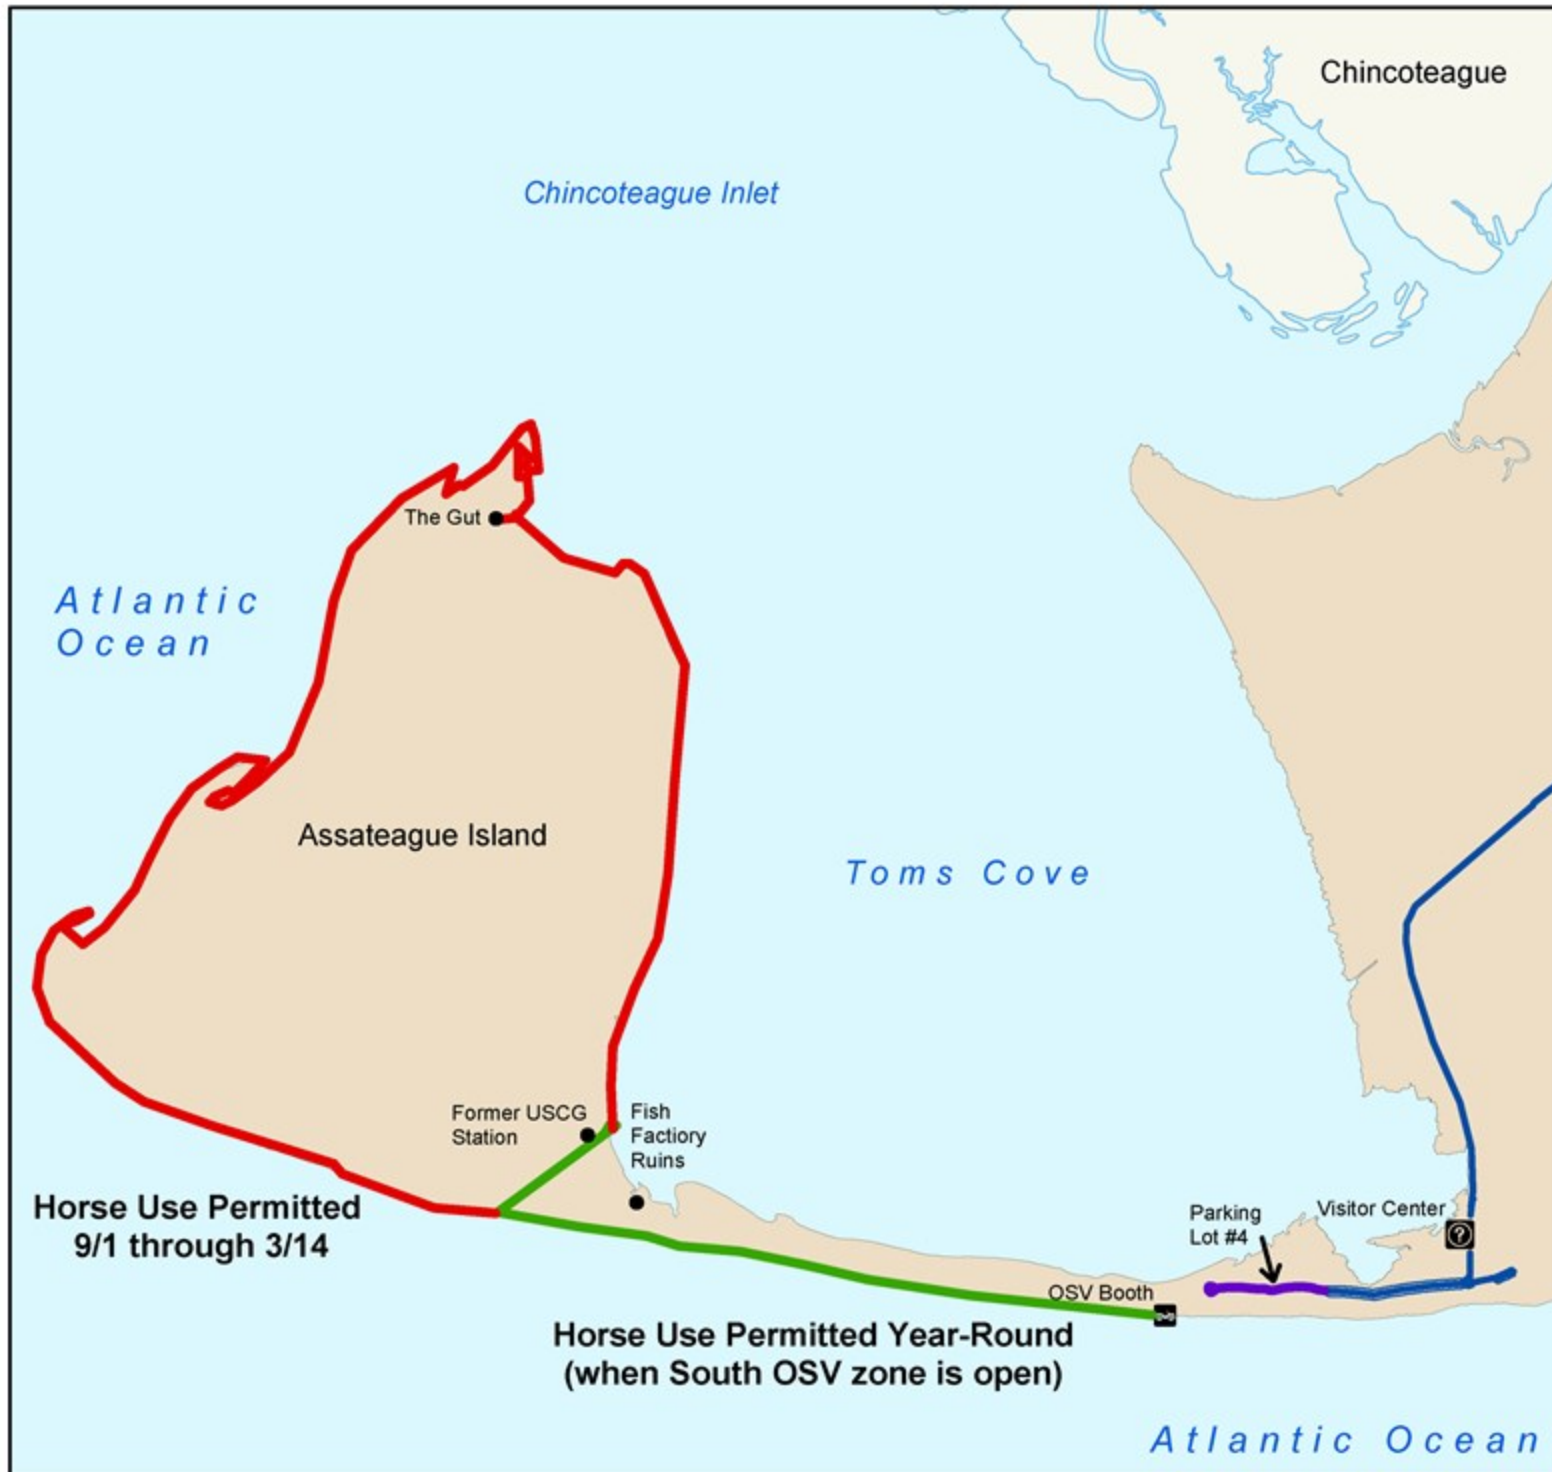 Chincoteague
Chincoteague Inlet
The Gut
Atlantic
Ocean
Assateague Island
Toms Cove
Former USCG
Station
Fish
Factiory
Ruins
Horse Use Permitted
9/1 through 3/14
Parking
Lot #4
Visitor Center
?
OSV Booth
Horse Use Permitted Year-Round
(when South OSV zone is open)
Atlantic Ocean